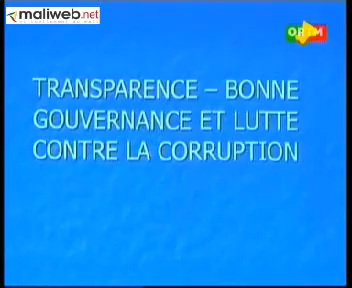 maliweb.net
ORTM
TRANSPARENCE – BONNE
GOUVERNANCE ET LUTTE
CONTRE LA CORRUPTION